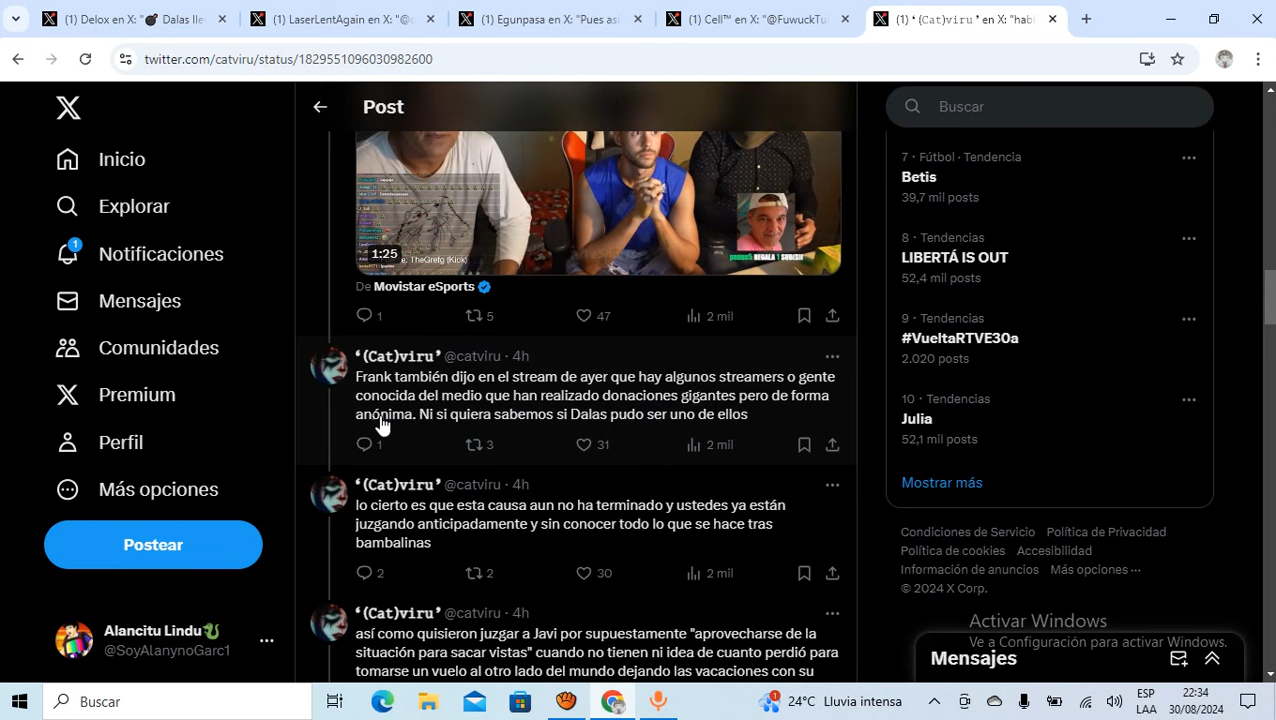 (1) Delox en X: "💣 Dalas lle
(1) LaserLentAgain en X: "@c
(1) Egunpasa en X: "Pues así
(1) Cell™ en X: "@FuwuckTu
(1) ❛(Cat)viru❜ en X: "hab
twitter.com/catviru/status/1829551096030982600
Post
Buscar
Inicio
Explorar
1
Notificaciones
Mensajes
Comunidades
Premium
Perfil
Más opciones
Postear
Alancitu Lindu🐉
@SoyAlanynoGarc1
1:25
TheGrefg (Kick)
REGALA 1 SUBS!!
De Movistar eSports
1 5 47 2 mil
❛(Cat)viru❜ @catviru · 4h
Frank también dijo en el stream de ayer que hay algunos streamers o gente
conocida del medio que han realizado donaciones gigantes pero de forma
anónima. Ni si quiera sabemos si Dalas pudo ser uno de ellos
1 3 31 2 mil
❛(Cat)viru❜ @catviru · 4h
lo cierto es que esta causa aun no ha terminado y ustedes ya están
juzgando anticipadamente y sin conocer todo lo que se hace tras
bambalinas
2 2 30 2 mil
❛(Cat)viru❜ @catviru · 4h
así como quisieron juzgar a Javi por supuestamente "aprovecharse de la
situación para sacar vistas" cuando no tienen ni idea de cuanto perdió para
tomarse un vuelo al otro lado del mundo dejando las vacaciones con su
7 · Fútbol · Tendencia
Betis
39,7 mil posts
8 · Tendencias
LIBERTÁ IS OUT
52,4 mil posts
9 · Tendencias
#VueltaRTVE30a
2.020 posts
10 · Tendencias
Julia
52,1 mil posts
Mostrar más
Condiciones de Servicio Política de Privacidad
Política de cookies Accesibilidad
Información de anuncios Más opciones ···
© 2024 X Corp.
Activar Windows
Ve a Configuración para activar Windows.
Mensajes
Buscar
1
24°C Lluvia intensa
ESP
LAA
22:34
30/08/2024